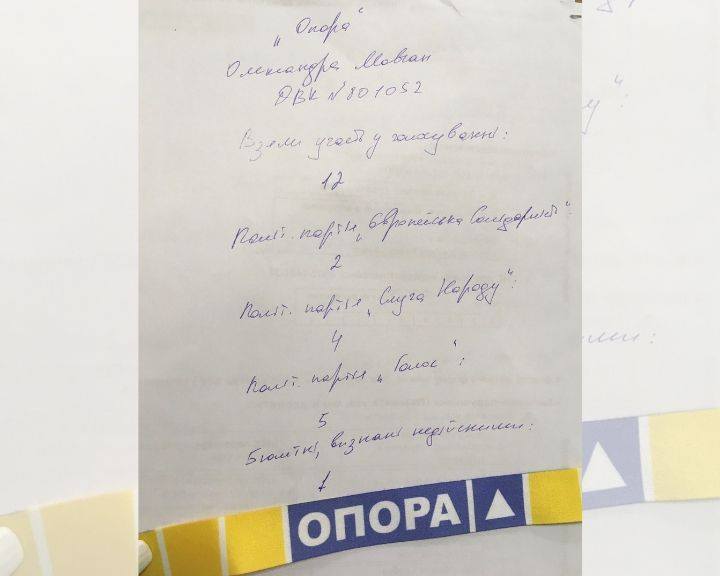 „Опора“
Олександра Мовчан
ДВК №801052
Взяли участь у голосуванні:
12
Політ. партія „Європейська Солідарність“:
2
Політ. партія „Слуга Народу“:
4
Політ. партія „Голос“:
5
Бюлетні, визнані недійсними:
1
ОПОРА